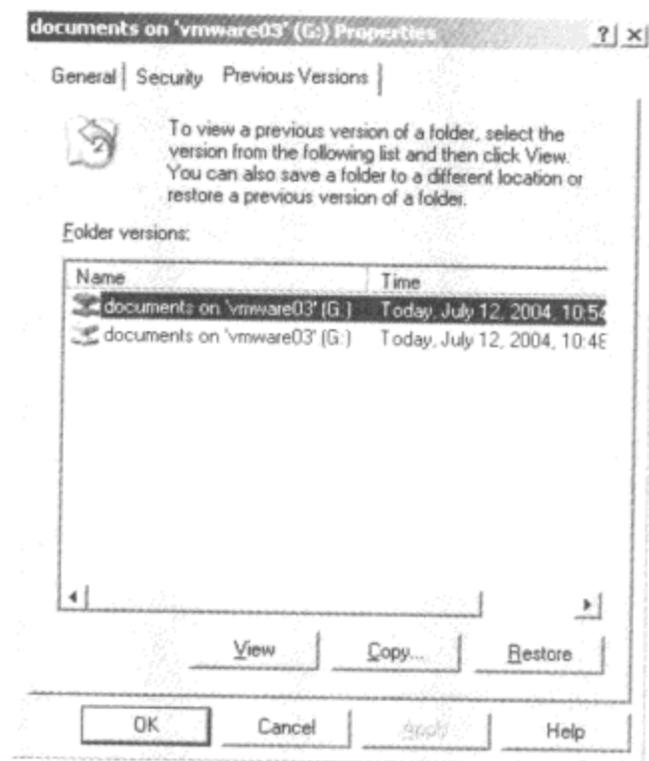 documents on 'vmware03' (G:) Properties
? ×
General Security Previous Versions
To view a previous version of a folder, select the
version from the following list and then click View.
You can also save a folder to a different location or
restore a previous version of a folder.
Folder versions:
Name Time
documents on 'vmware03' (G:) Today, July 12, 2004, 10:54
documents on 'vmware03' (G:) Today, July 12, 2004, 10:48
View Copy... Restore
OK Cancel Apply Help